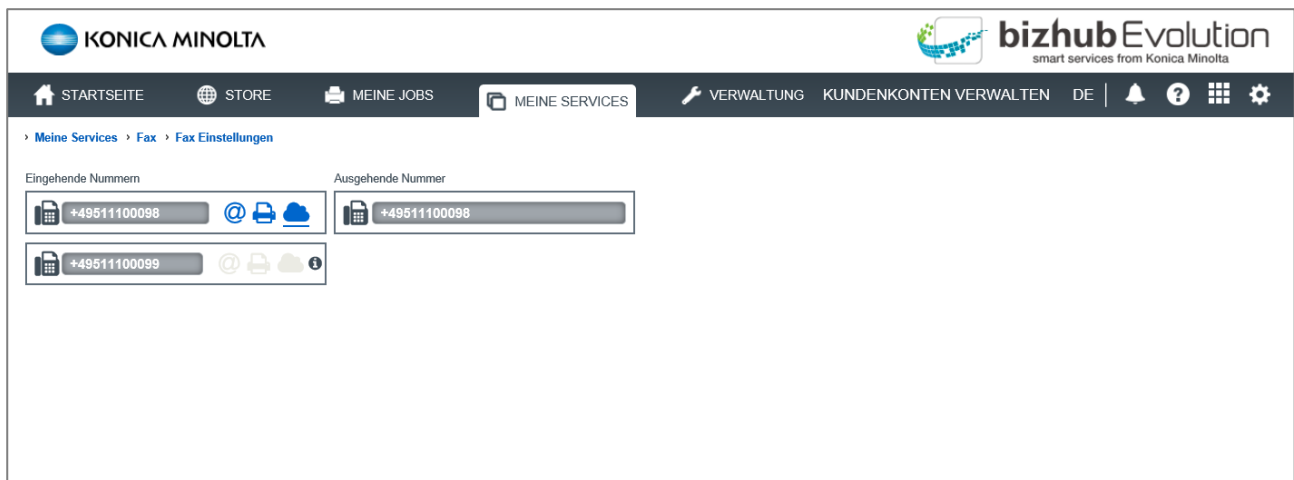 KONICA MINOLTA
bizhub Evolution
smart services from Konica Minolta
STARTSEITE STORE MEINE JOBS MEINE SERVICES VERWALTUNG KUNDENKONTEN VERWALTEN DE | ?
› Meine Services › Fax › Fax Einstellungen
Eingehende Nummern Ausgehende Nummer
+49511100098 @ +49511100098
+49511100099 @ i